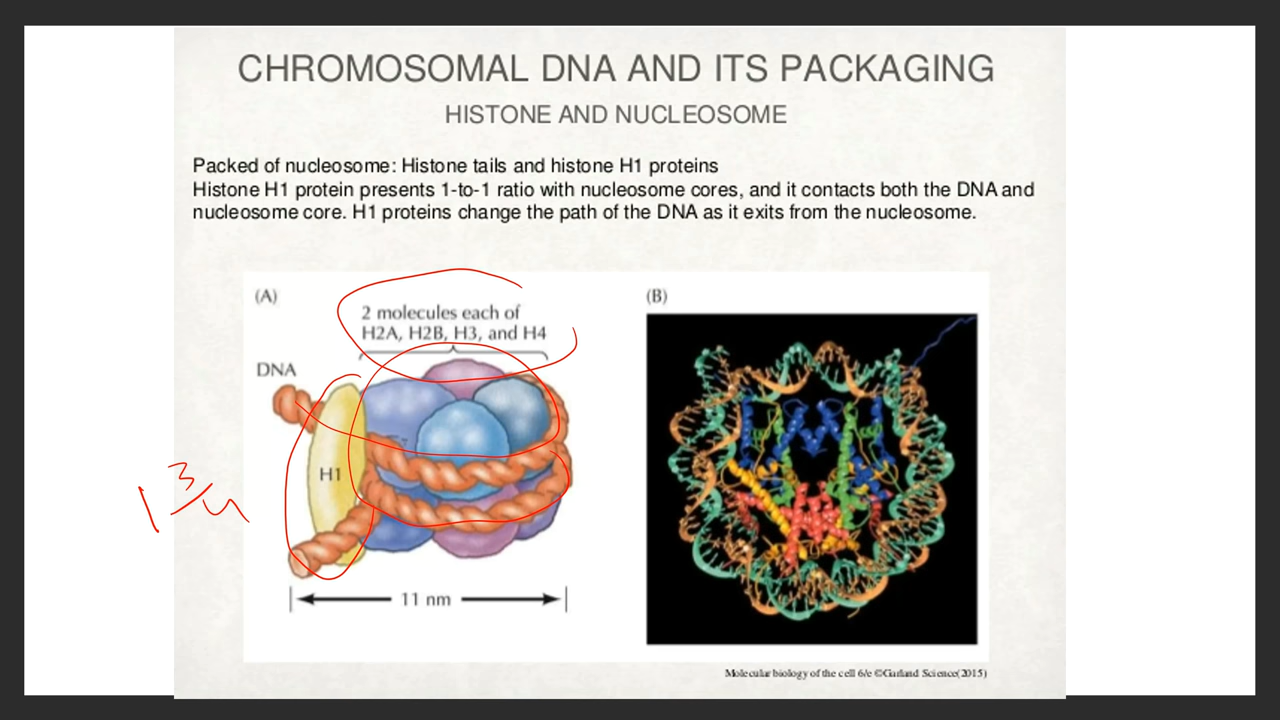 CHROMOSOMAL DNA AND ITS PACKAGING
HISTONE AND NUCLEOSOME
Packed of nucleosome: Histone tails and histone H1 proteins
Histone H1 protein presents 1-to-1 ratio with nucleosome cores, and it contacts both the DNA and
nucleosome core. H1 proteins change the path of the DNA as it exits from the nucleosome.
(A)
2 molecules each of
H2A, H2B, H3, and H4
DNA
H1
1 3/4
11 nm
(B)
Molecular biology of the cell 6/e ©Garland Science(2015)